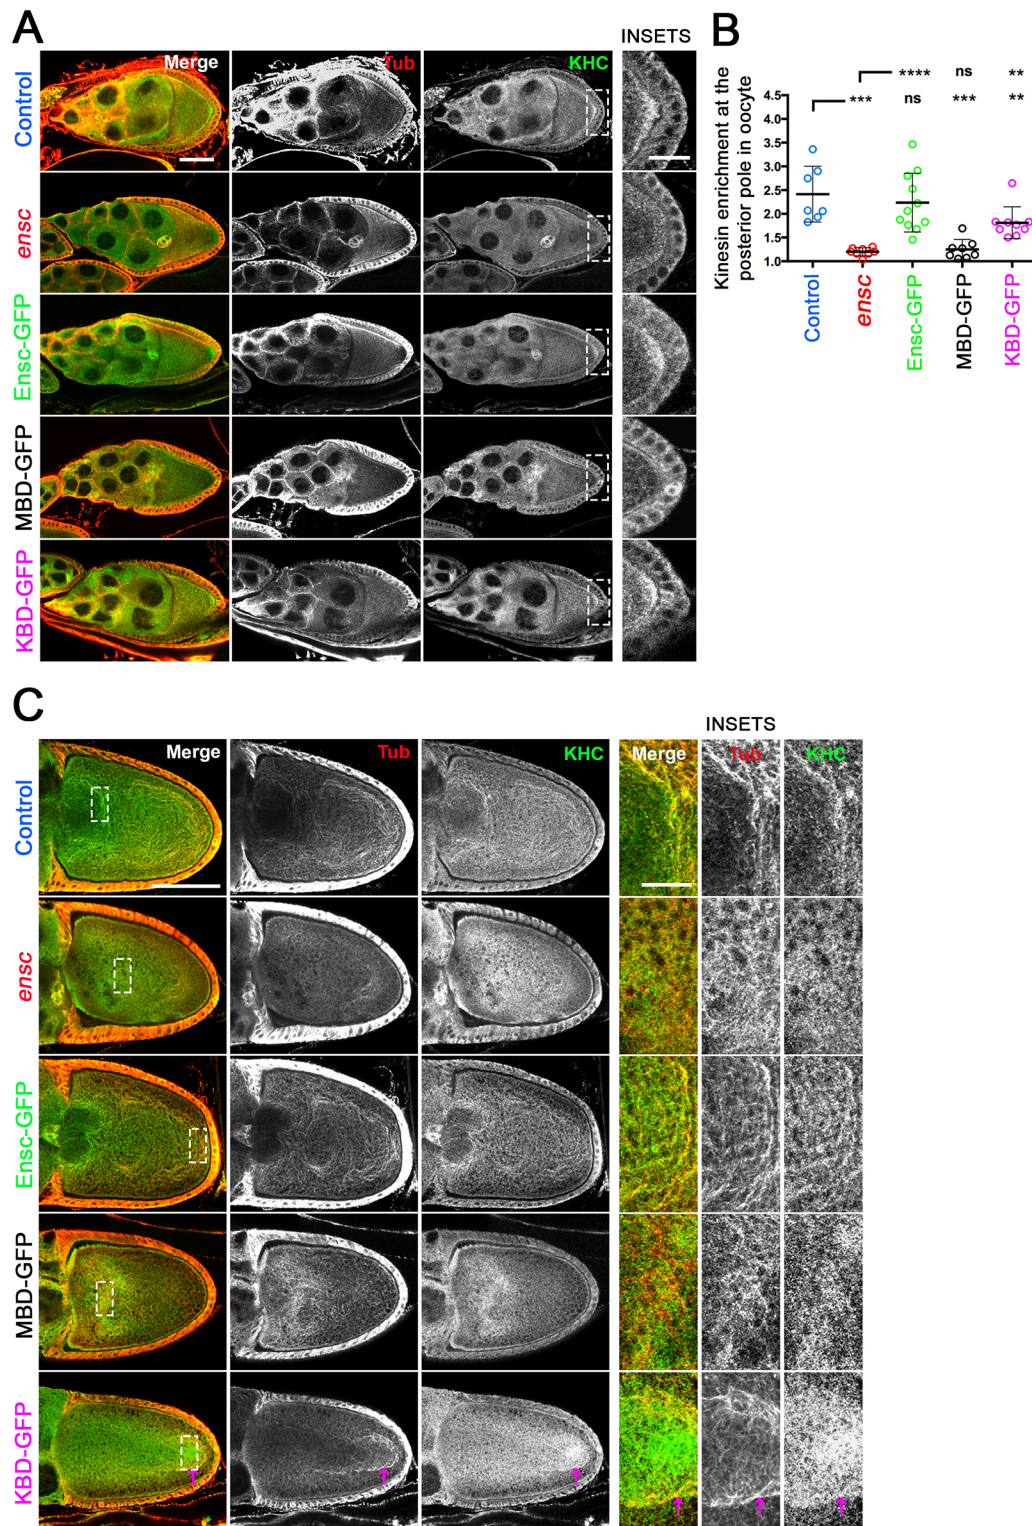 A
INSETS
Merge
Tub
KHC
Control
ensc
Ensc-GFP
MBD-GFP
KBD-GFP
B
**** ns **
*** ns *** **
Kinesin enrichment at the
posterior pole in oocyte
4.5
4.0
3.5
3.0
2.5
2.0
1.5
1.0
Control
ensc
Ensc-GFP
MBD-GFP
KBD-GFP
C
INSETS
Merge
Tub
KHC
Merge
Tub
KHC
Control
ensc
Ensc-GFP
MBD-GFP
KBD-GFP